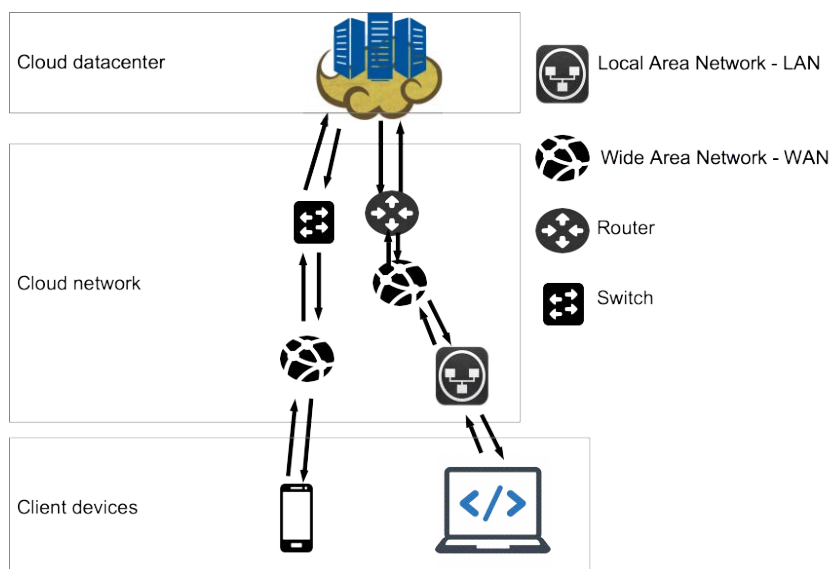 Cloud datacenter
Local Area Network - LAN
Wide Area Network - WAN
Router
Cloud network
Switch
</>
Client devices